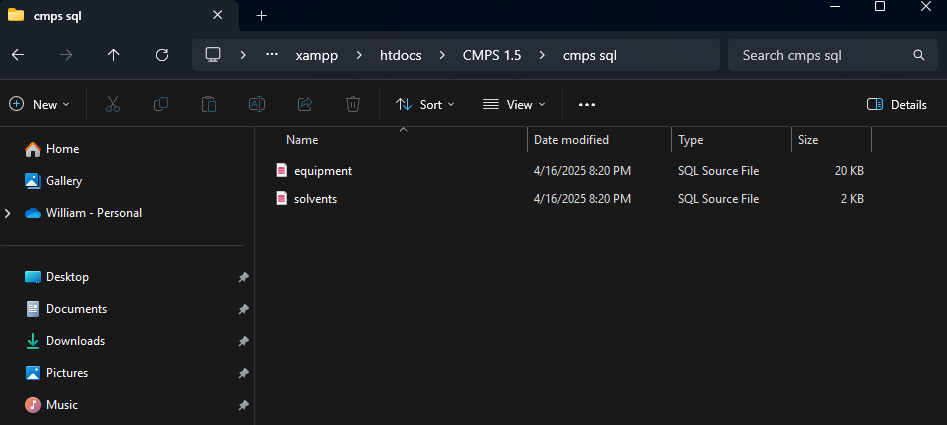 cmps sql
xampp htdocs CMPS 1.5 cmps sql Search cmps sql
New Sort View Details
Name Date modified Type Size
Home
Gallery
William - Personal
Desktop
Documents
Downloads
Pictures
Music
equipment 4/16/2025 8:20 PM SQL Source File 20 KB
solvents 4/16/2025 8:20 PM SQL Source File 2 KB